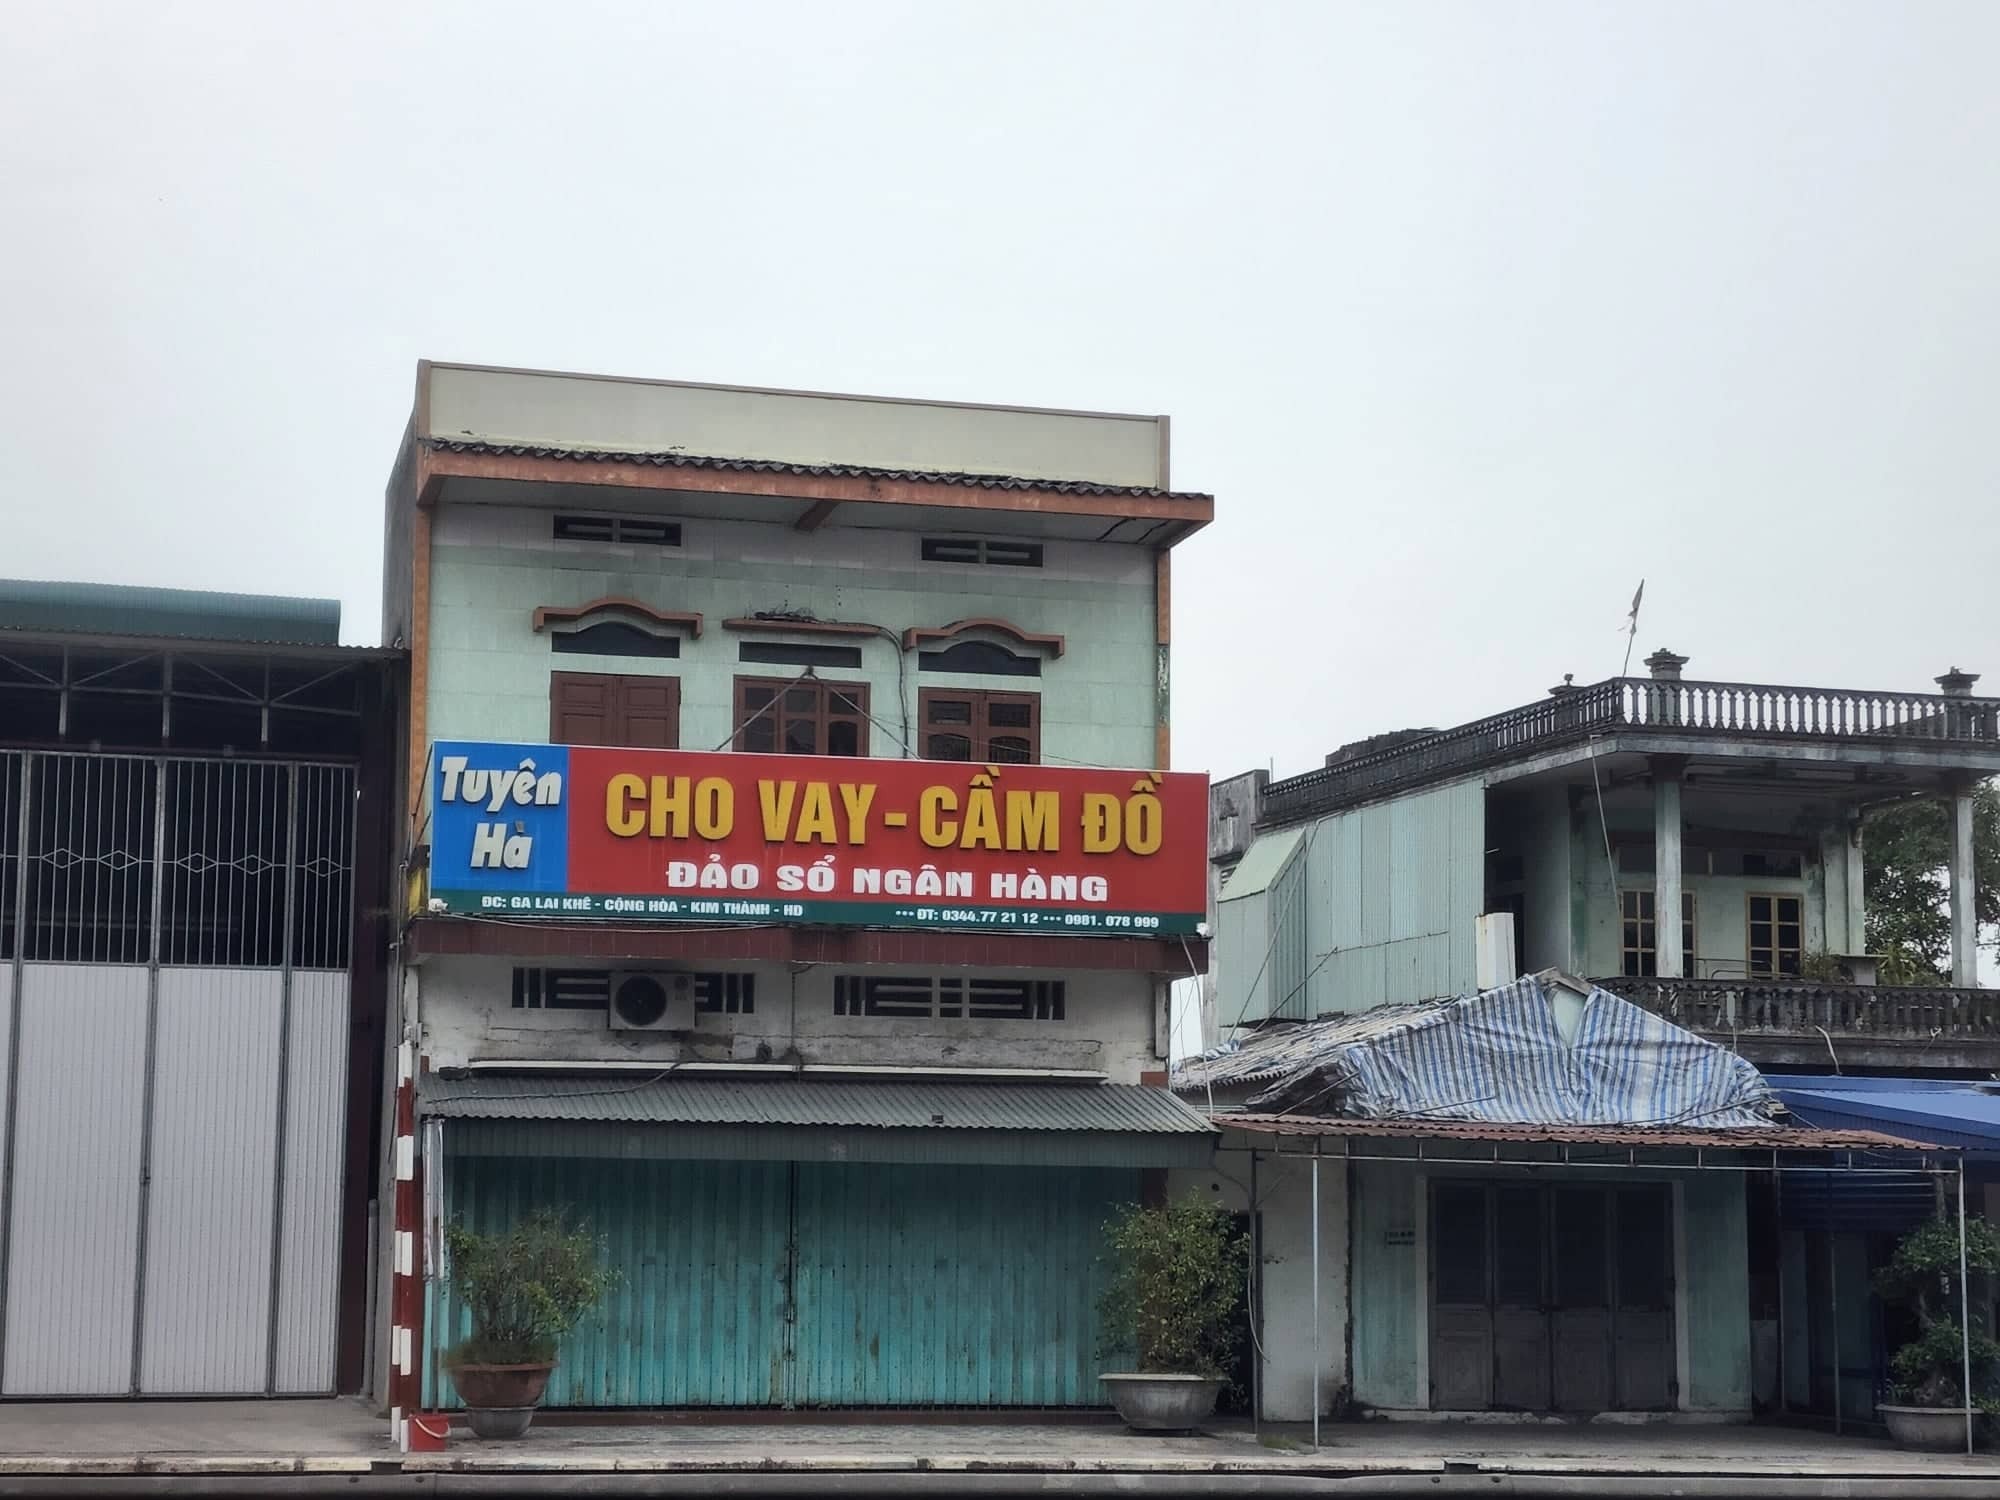 Tuyên
Hà
CHO VAY - CẦM ĐỒ
ĐẢO SỔ NGÂN HÀNG
ĐC: GA LAI KHÊ - CỘNG HÒA - KIM THÀNH - HD
••• ĐT: 0344.77 21 12 ••• 0981. 078 999